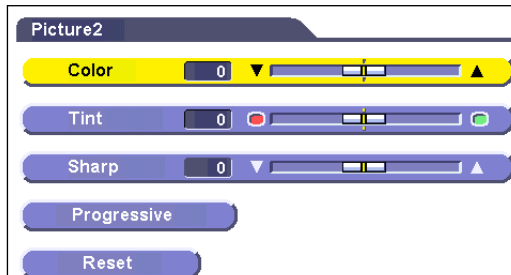 Picture2
Color 0
Tint 0
Sharp 0
Progressive
Reset